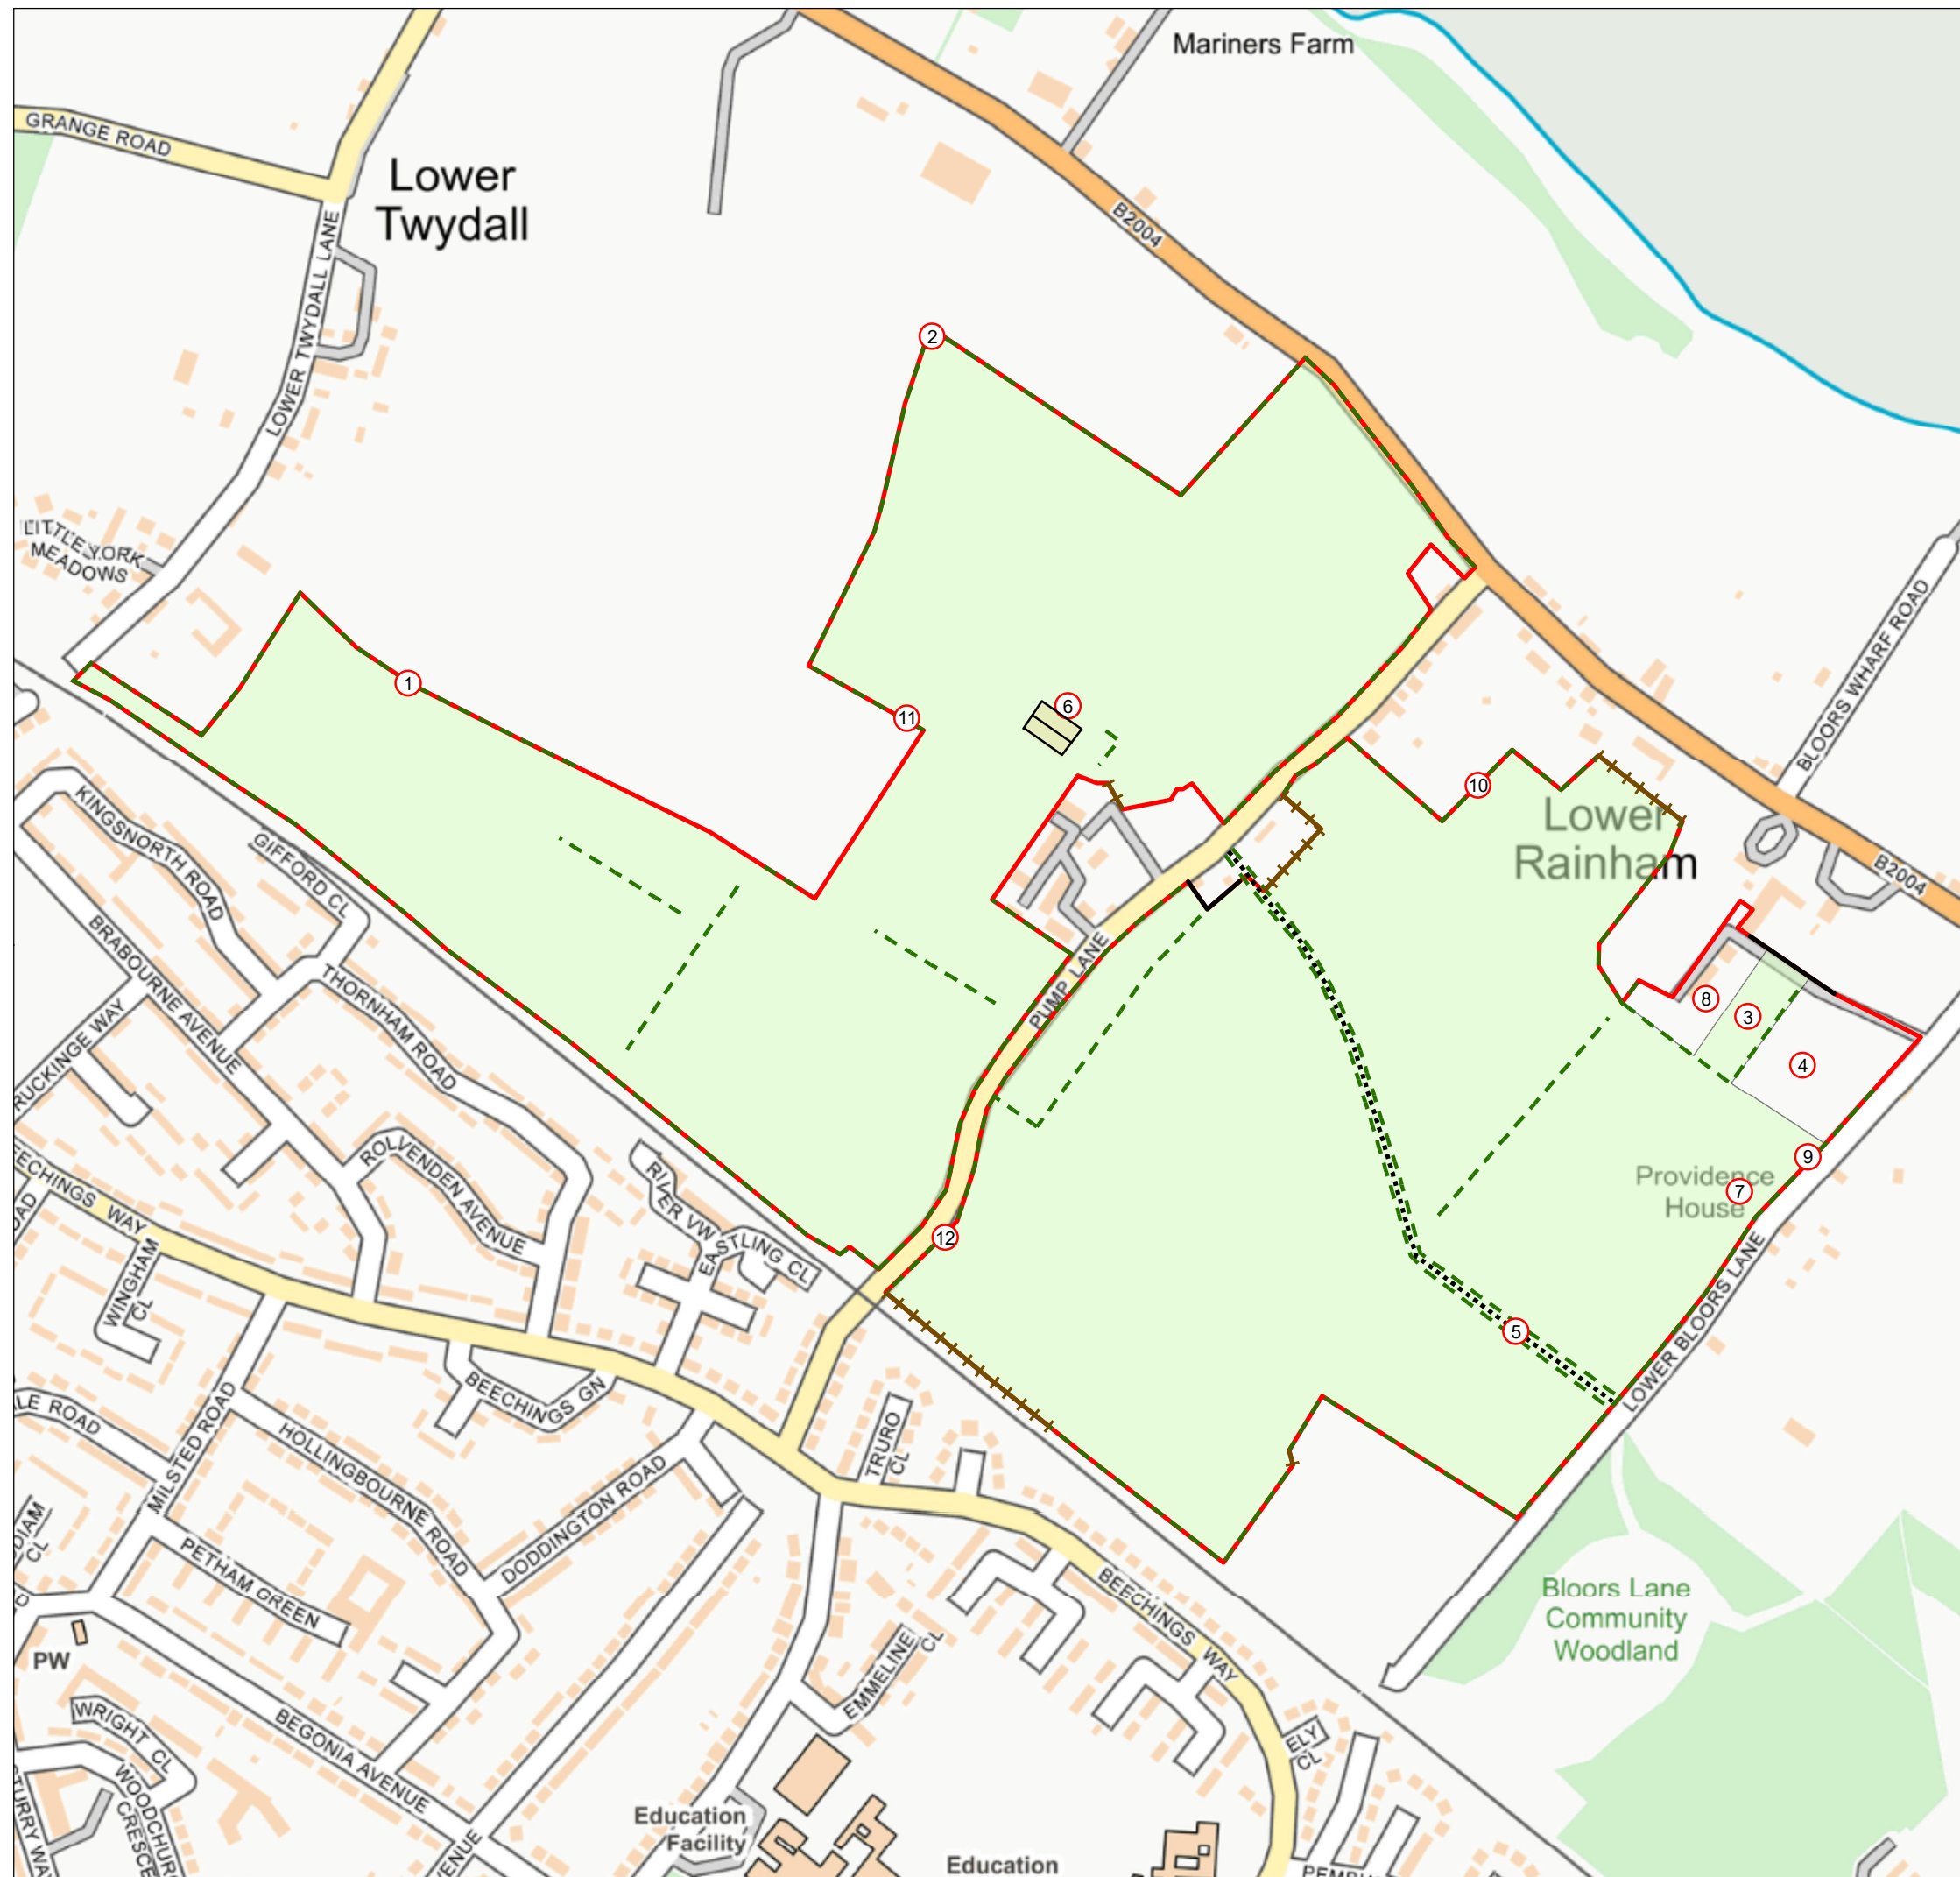 Mariners Farm
GRANGE ROAD
Lower
Twydall
B2004
LOWER TWYDALL LANE
2
LITTLE YORK
MEADOWS
BLOORS WHARF ROAD
1
6
11
10
Lower
Rainham
KINGSNORTH ROAD
GIFFORD CL
B2004
BRABOURNE AVENUE
THORNHAM ROAD
PUMP LANE
8
3
4
RUCKINGE WAY
ROLVENDEN AVENUE
RIVER VW
EASTLING CL
9
Providence
House
7
BEECHINGS WAY
12
WINGHAM
CL
5
LOWER BLOORS LANE
BEECHINGS GN
MILSTED ROAD
HOLLINGBOURNE ROAD
TRURO
CL
DODDINGTON ROAD
PETHAM GREEN
CL
BEECHINGS WAY
Bloors Lane
Community
Woodland
PW
EMMELINE CL
WRIGHT CL
BEGONIA AVENUE
ELY
CL
Education
Facility
Education